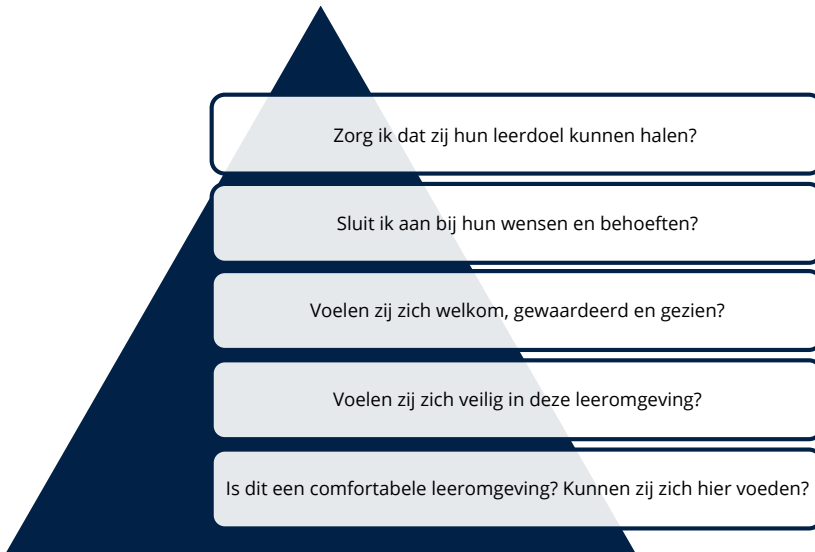 Zorg ik dat zij hun leerdoel kunnen halen?
Sluit ik aan bij hun wensen en behoeften?
Voelen zij zich welkom, gewaardeerd en gezien?
Voelen zij zich veilig in deze leeromgeving?
Is dit een comfortabele leeromgeving? Kunnen zij zich hier voeden?